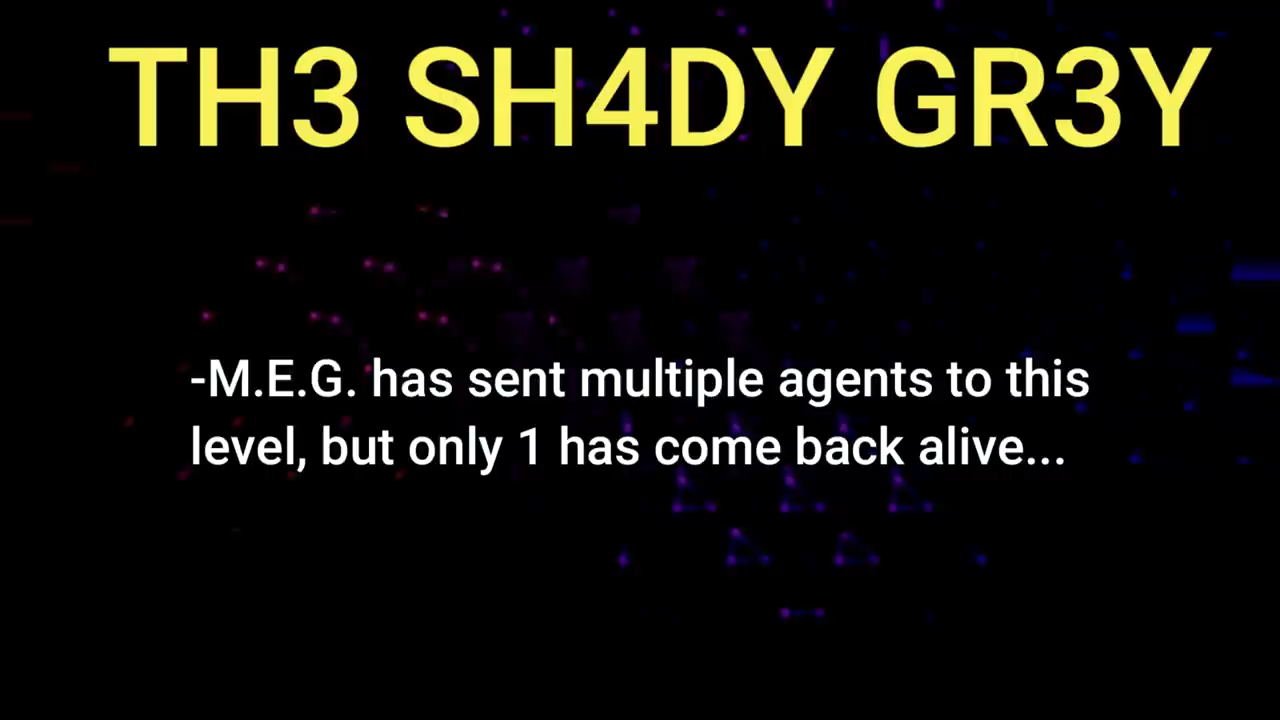 TH3 SH4DY GR3Y
-M.E.G. has sent multiple agents to this
level, but only 1 has come back alive...